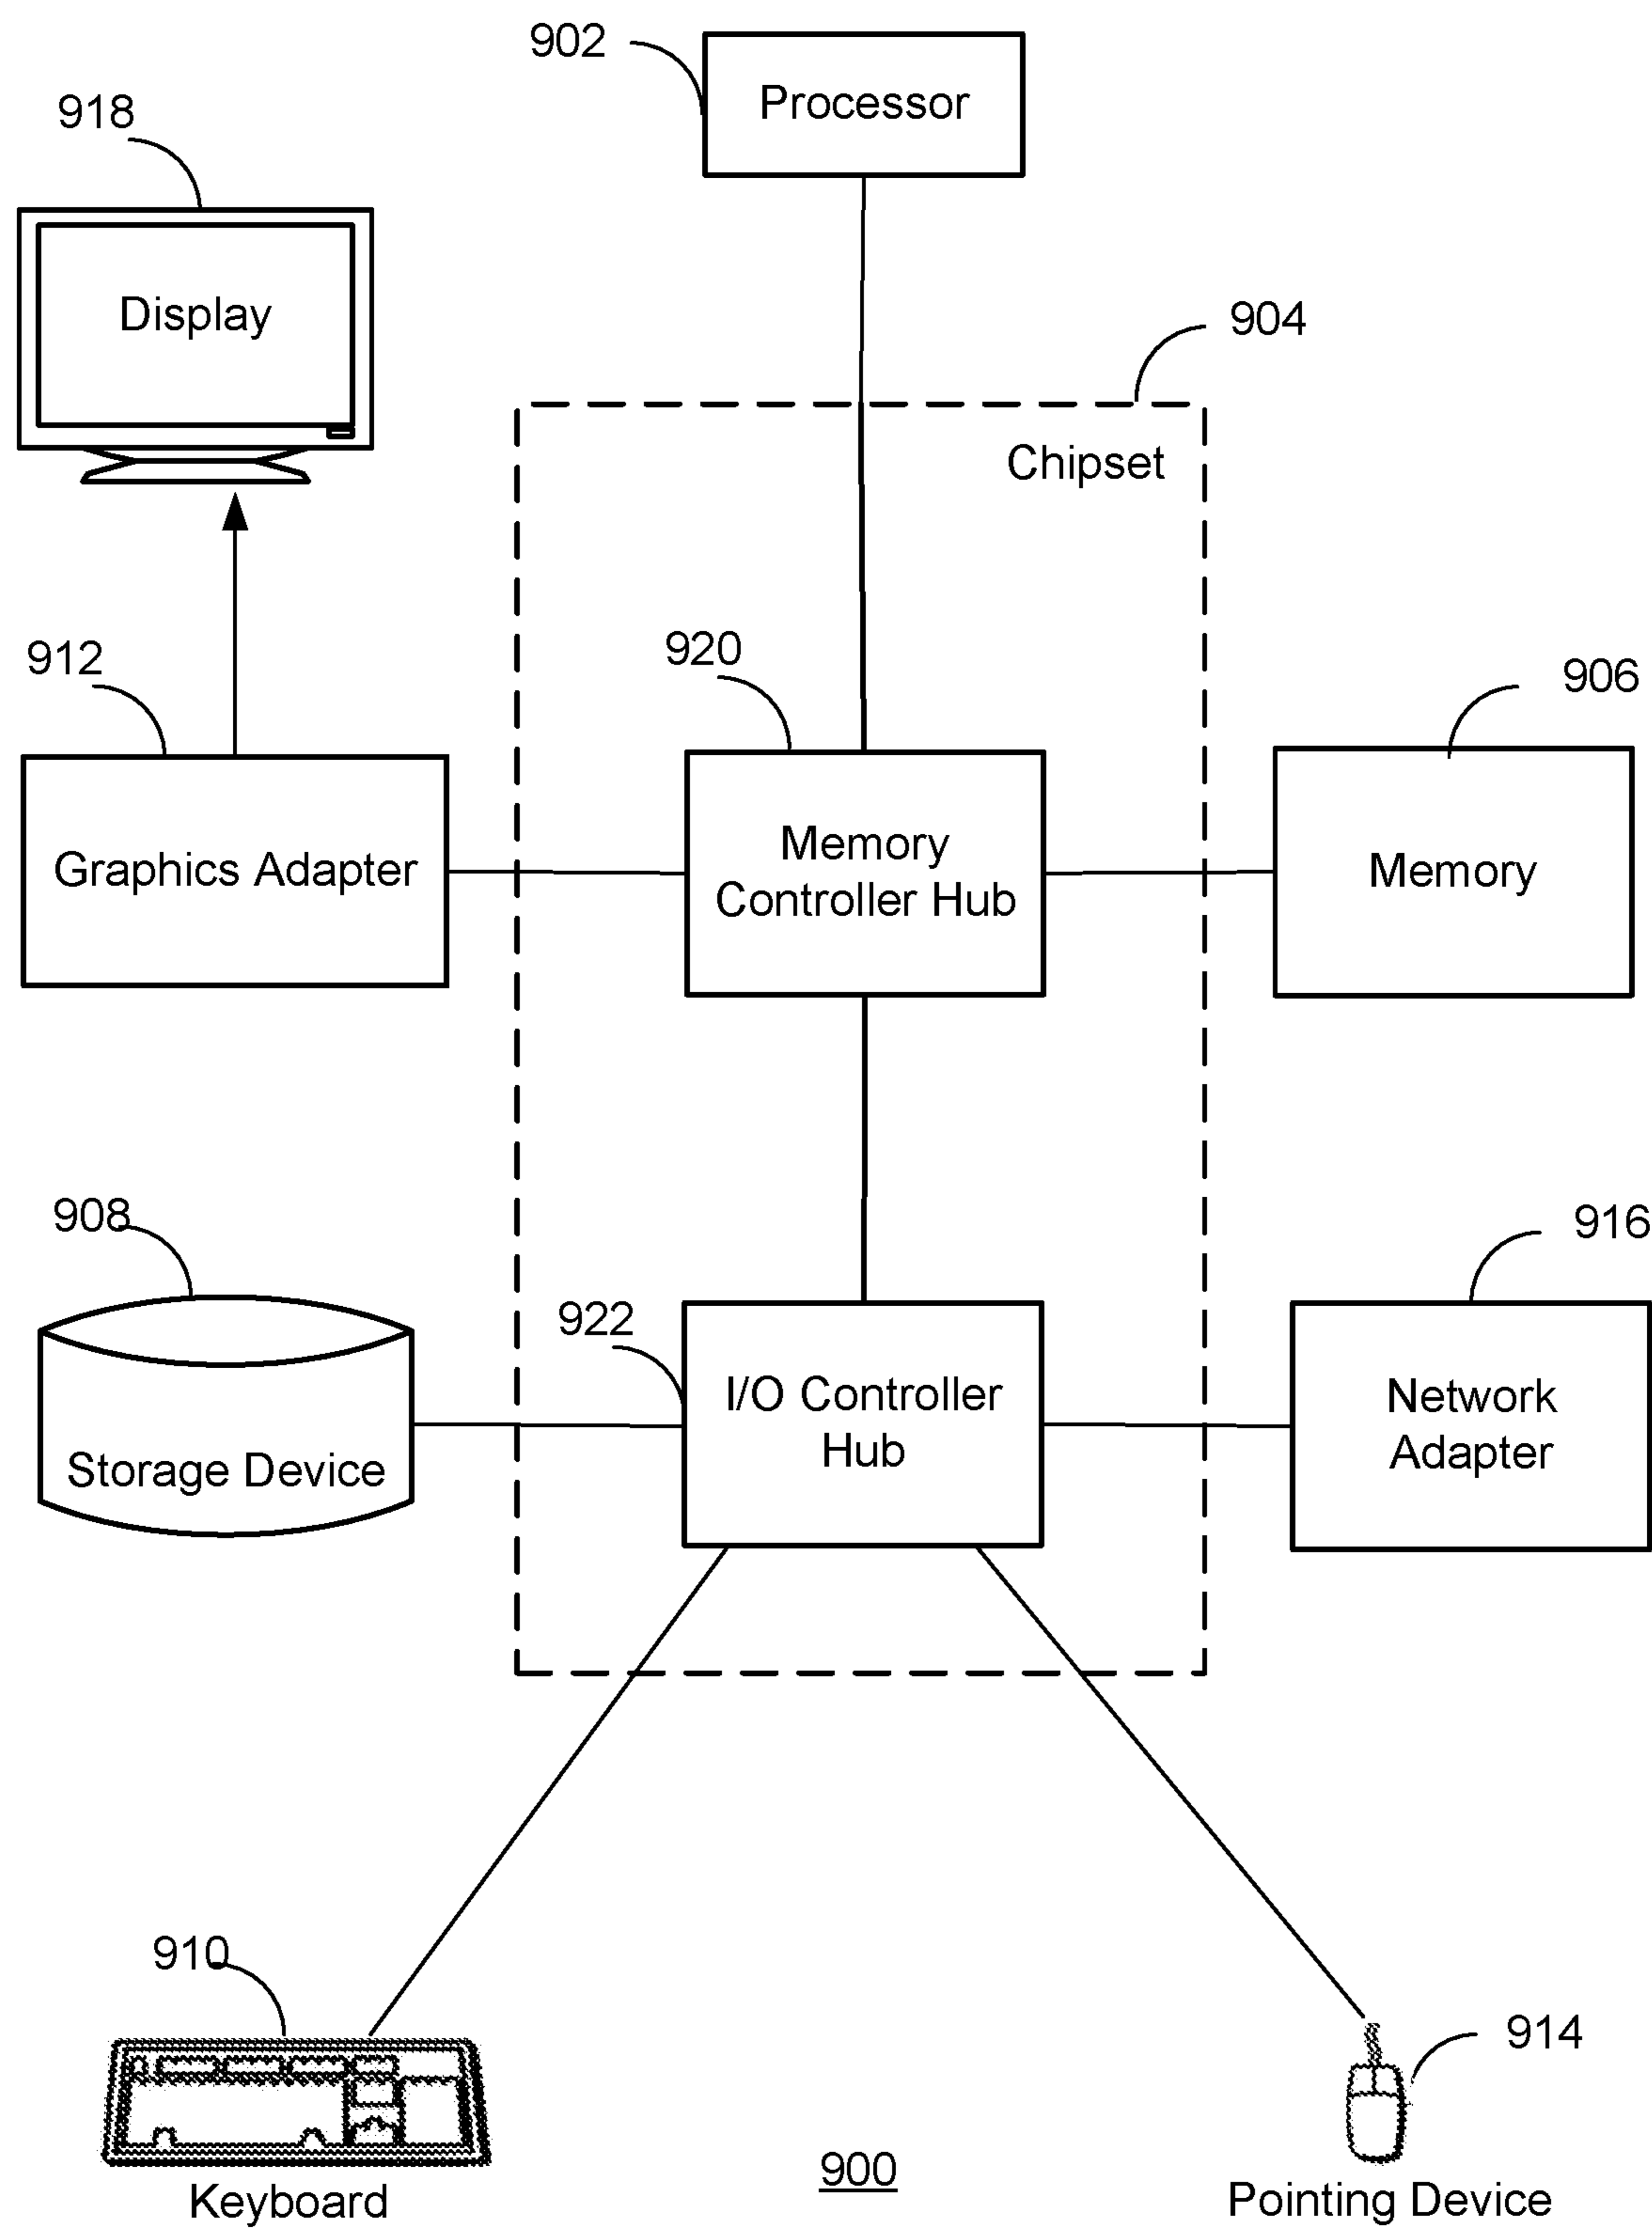 902
Processor
918
Display
904
Chipset
912
920
906
Graphics Adapter
Memory
Controller Hub
Memory
908
916
922
Storage Device
I/O Controller
Hub
Network
Adapter
910
914
Keyboard
900
Pointing Device